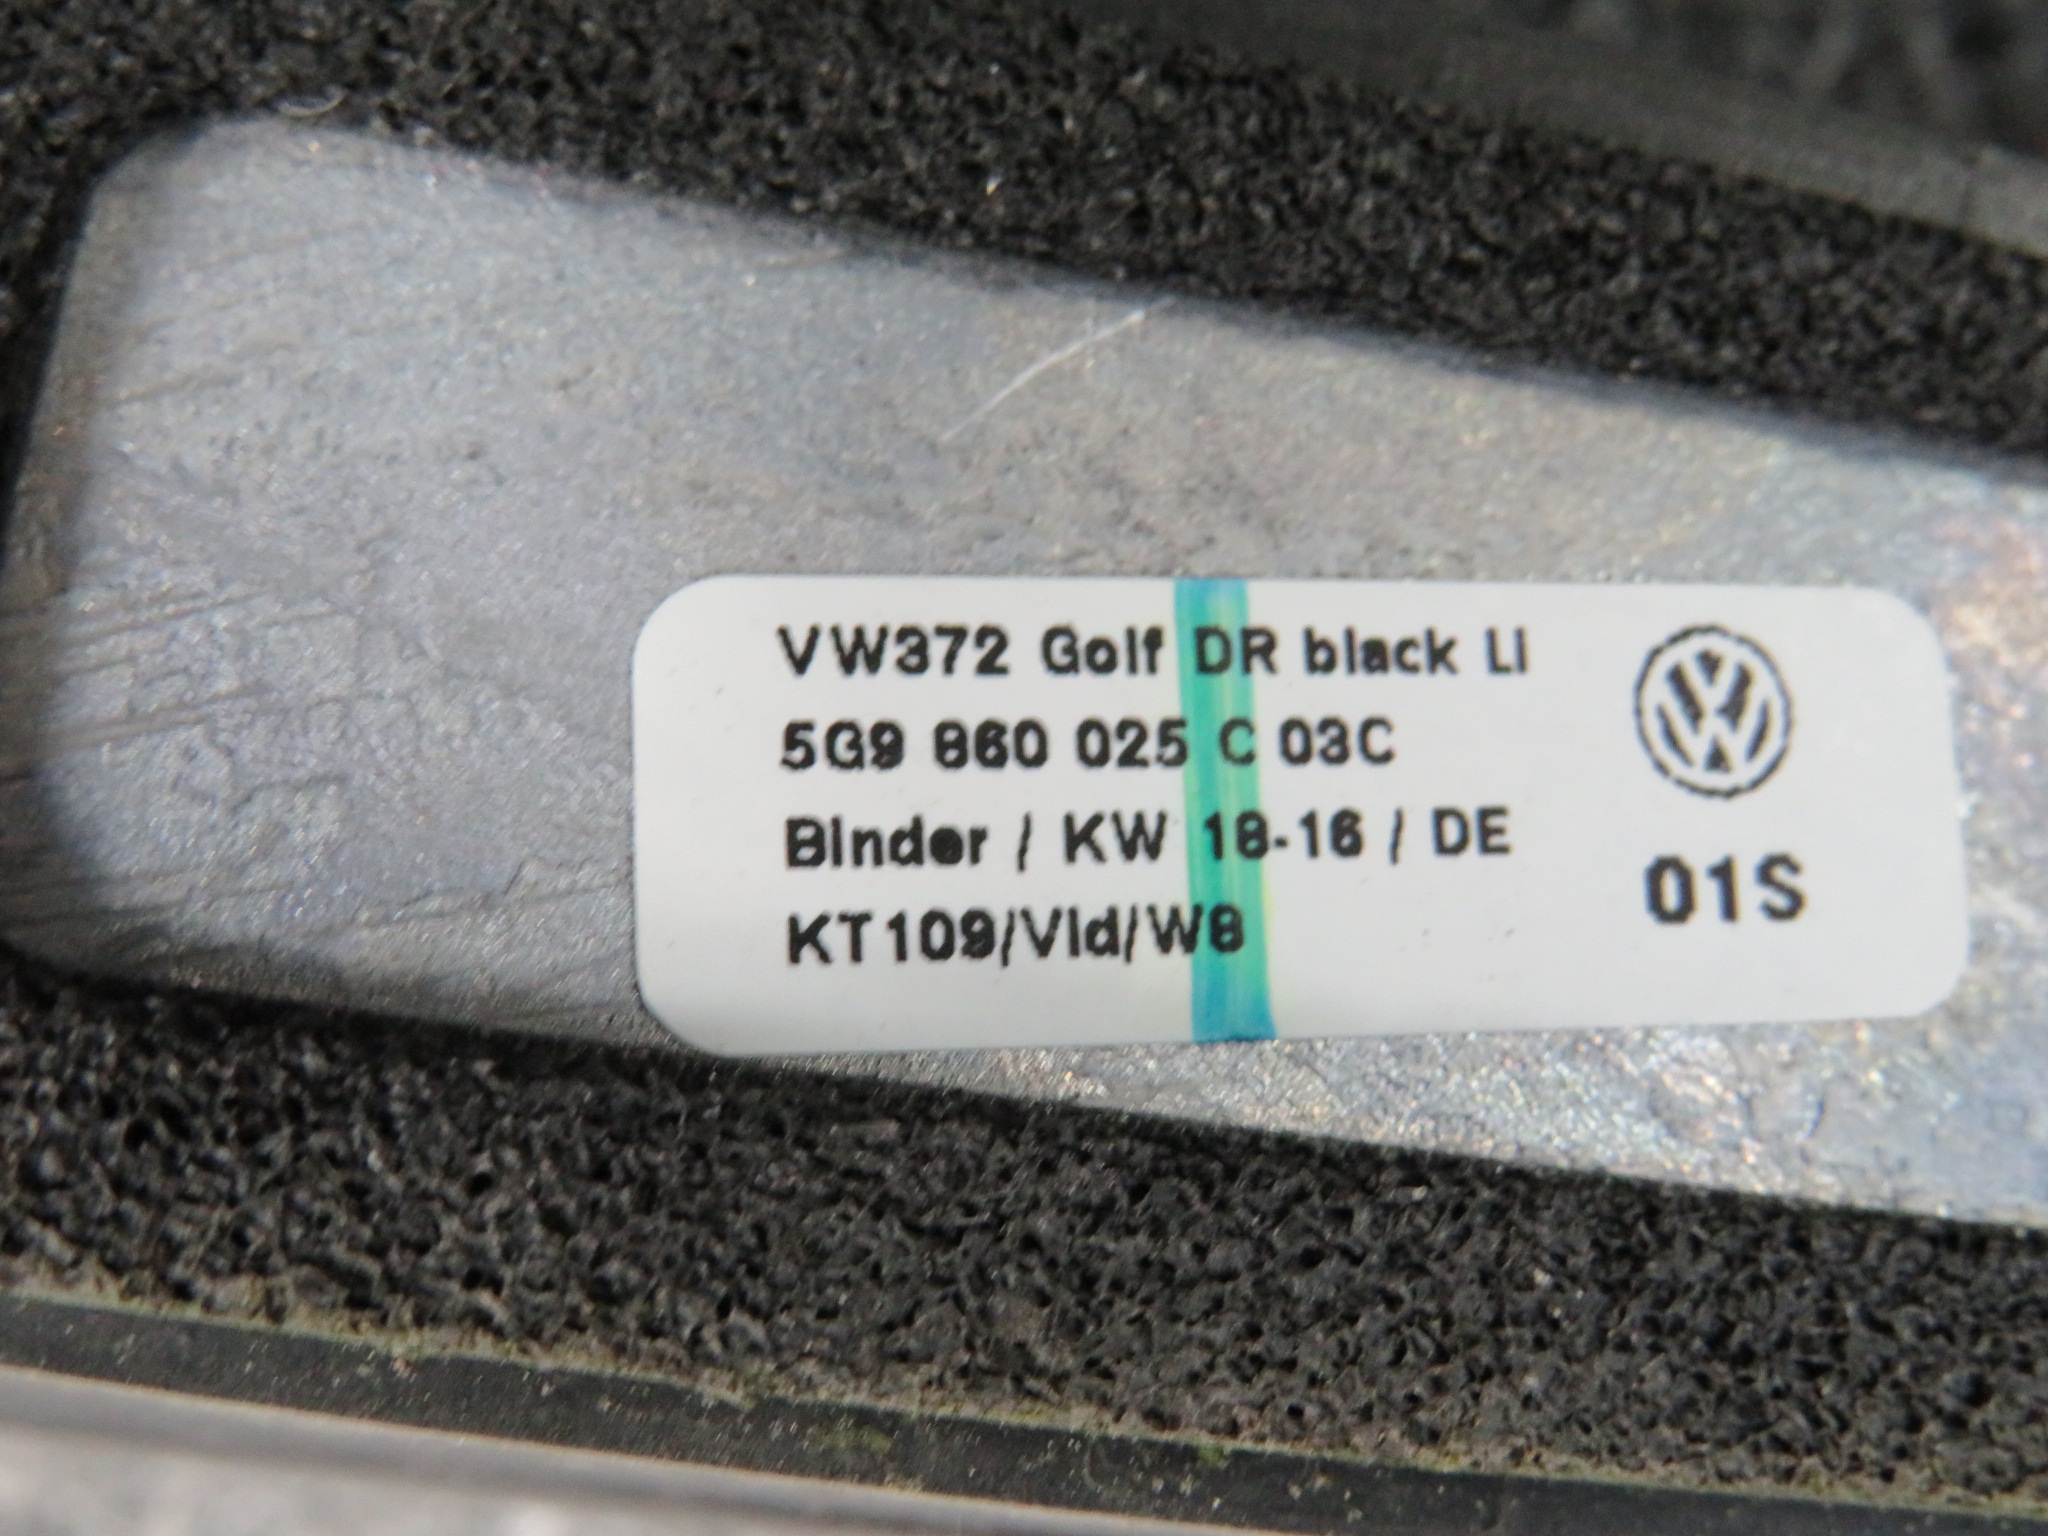 VW372 Golf DR black LI
5G9 860 025 C 03C
Binder / KW 18-16 / DE
KT109/Vld/W8
01S